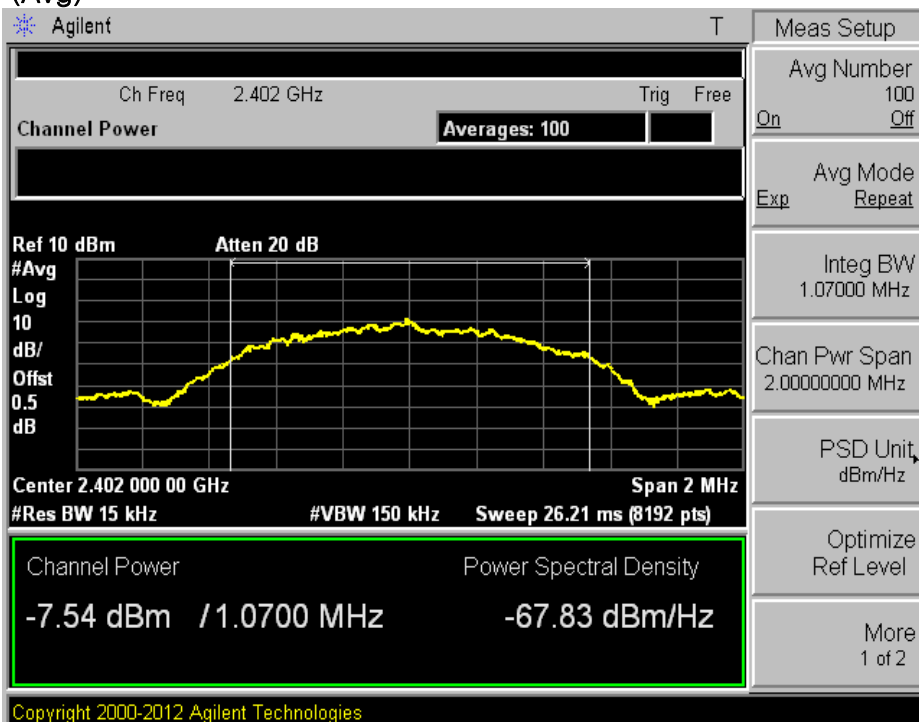 (Avg)
Agilent T
Ch Freq 2.402 GHz Trig Free
Channel Power Averages: 100
Ref 10 dBm Atten 20 dB
#Avg
Log
10
dB/
Offst
0.5
dB
Center 2.402 000 00 GHz Span 2 MHz
#Res BW 15 kHz #VBW 150 kHz Sweep 26.21 ms (8192 pts)
Channel Power Power Spectral Density
-7.54 dBm /1.0700 MHz -67.83 dBm/Hz
Copyright 2000-2012 Agilent Technologies
Meas Setup
Avg Number
100
On Off
Avg Mode
Exp Repeat
Integ BW
1.07000 MHz
Chan Pwr Span
2.00000000 MHz
PSD Unit
dBm/Hz
Optimize
Ref Level
More
1 of 2